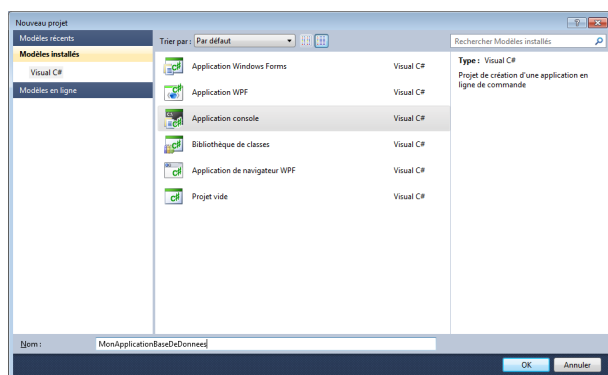 Nouveau projet
Modèles récents
Modèles installés
Visual C#
Modèles en ligne
Trier par : Par défaut
Application Windows Forms Visual C#
Application WPF Visual C#
Application console Visual C#
Bibliothèque de classes Visual C#
Application de navigateur WPF Visual C#
Projet vide Visual C#
Rechercher Modèles installés
Type : Visual C#
Projet de création d'une application en
ligne de commande
Nom : MonApplicationBaseDeDonnees
OK Annuler